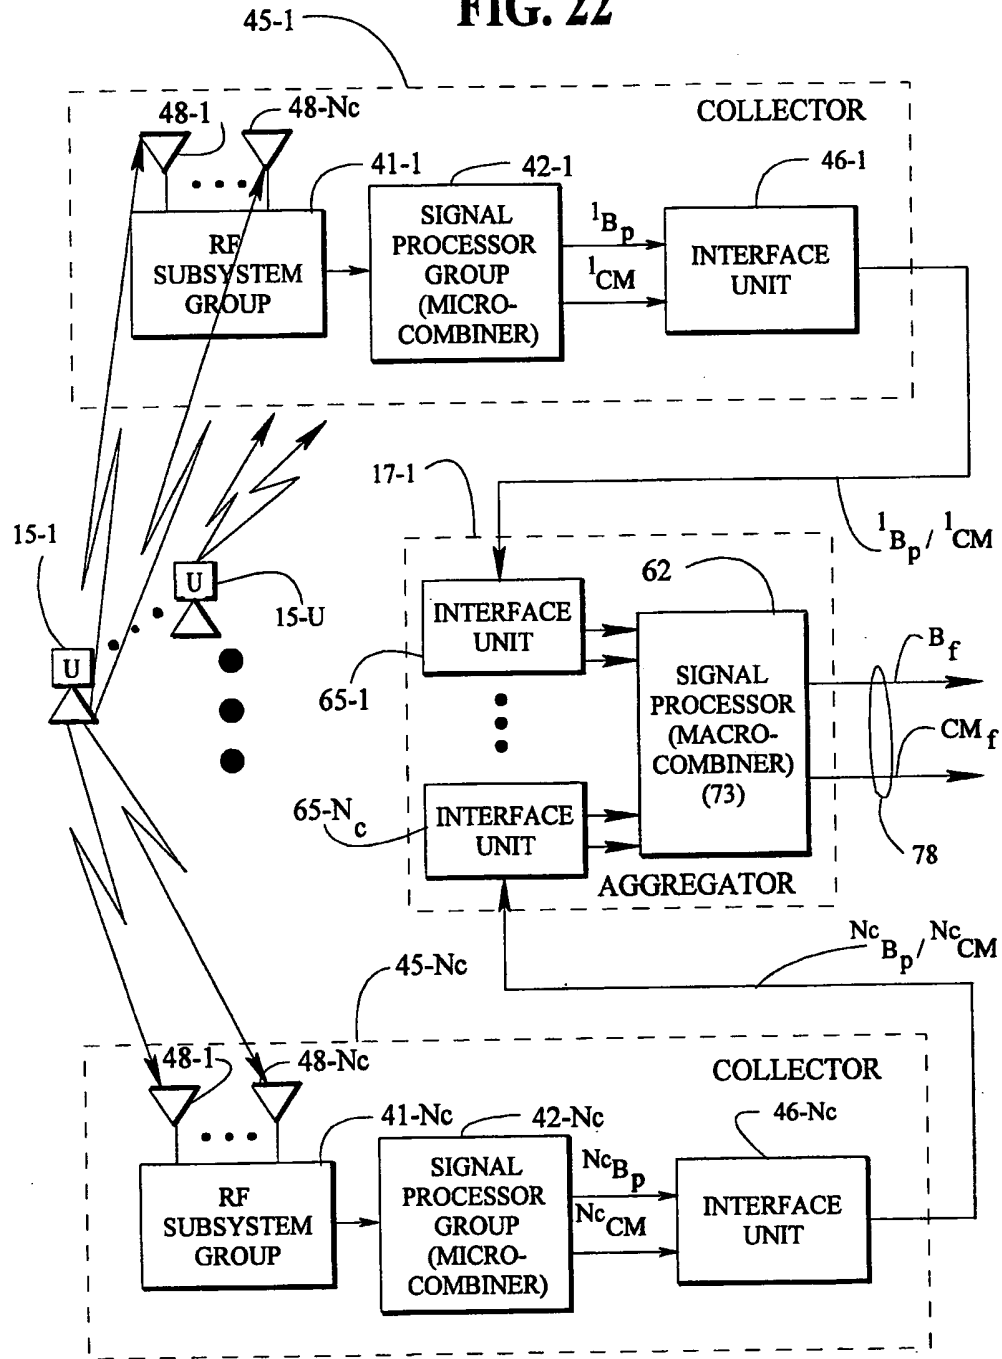 FIG. 22
45-1
COLLECTOR
48-1
48-Nc
41-1
42-1
46-1
RF
SUBSYSTEM
GROUP
SIGNAL
PROCESSOR
GROUP
(MICRO-
COMBINER)
1Bp
1CM
INTERFACE
UNIT
17-1
1Bp/1CM
15-1
U
U
15-U
62
INTERFACE
UNIT
65-1
SIGNAL
PROCESSOR
(MACRO-
COMBINER)
(73)
Bf
CMf
65-Nc
INTERFACE
UNIT
78
AGGREGATOR
NcBp/NcCM
45-Nc
COLLECTOR
48-1
48-Nc
41-Nc
42-Nc
46-Nc
RF
SUBSYSTEM
GROUP
SIGNAL
PROCESSOR
GROUP
(MICRO-
COMBINER)
NcBp
NcCM
INTERFACE
UNIT